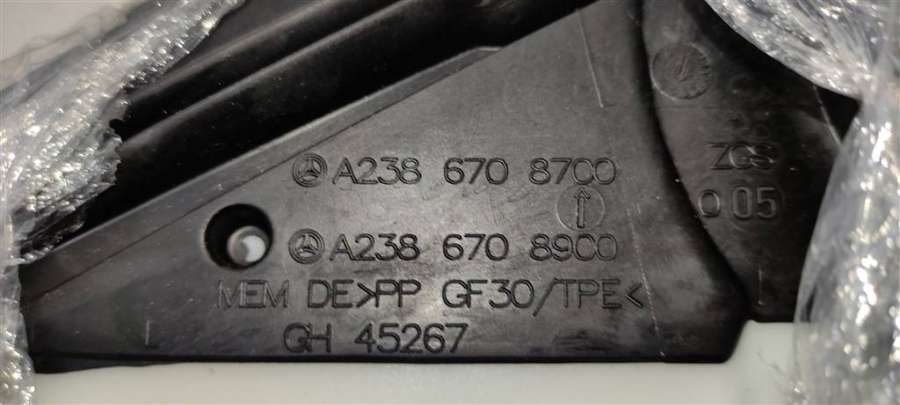 A238 670 8700
A238 670 8900
MEM DE>PP GF30/TPE<
GH 45267
ZGS
005